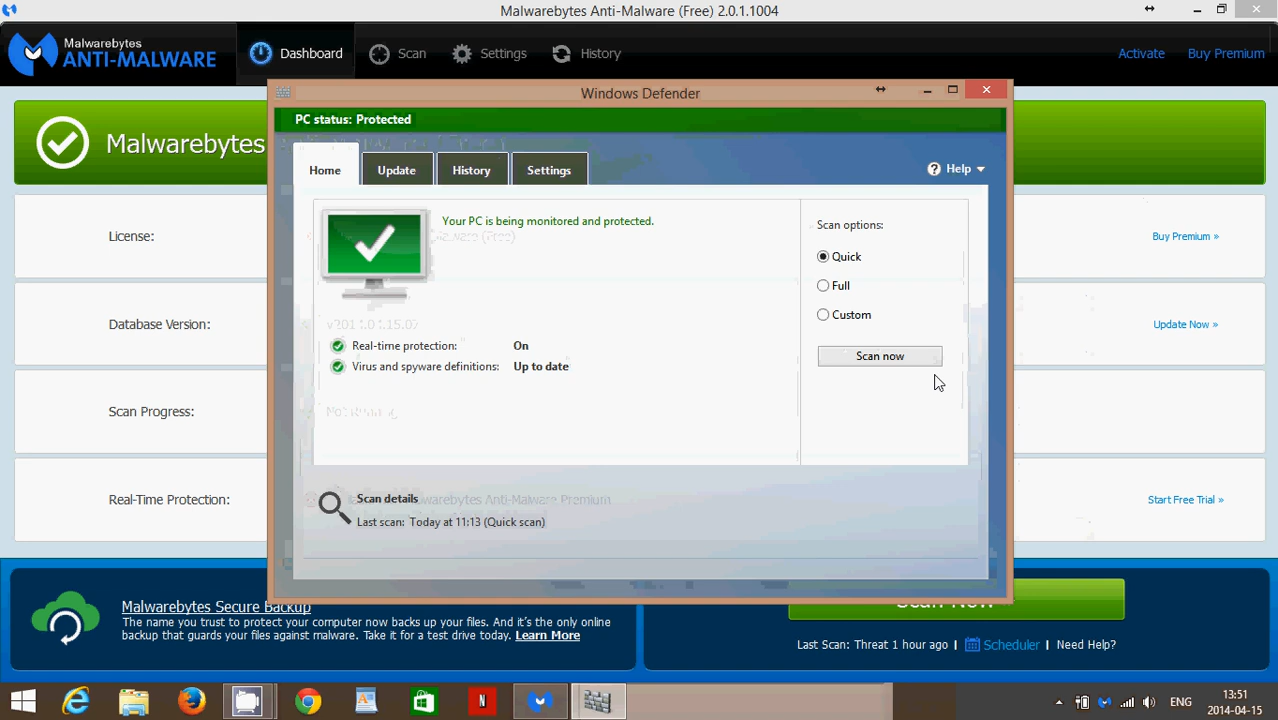 Malwarebytes Anti-Malware (Free) 2.0.1.1004
Malwarebytes
ANTI-MALWARE
Dashboard
Scan
Settings
History
Activate
Buy Premium
Malwarebytes
Windows Defender
PC status: Protected
Home
Update
History
Settings
Help
Your PC is being monitored and protected.
Scan options:
Quick
Full
Custom
Scan now
Real-time protection: On
Virus and spyware definitions: Up to date
Scan details
Malwarebytes Anti-Malware Premium
Last scan: Today at 11:13 (Quick scan)
License:
Buy Premium »
Database Version:
Update Now »
Scan Progress:
Real-Time Protection:
Start Free Trial »
Malwarebytes Secure Backup
The name you trust to protect your computer now backs up your files. And it's the only online
backup that guards your files against malware. Take it for a test drive today. Learn More
Scan Now
Last Scan: Threat 1 hour ago
Scheduler
Need Help?
ENG
13:51
2014-04-15